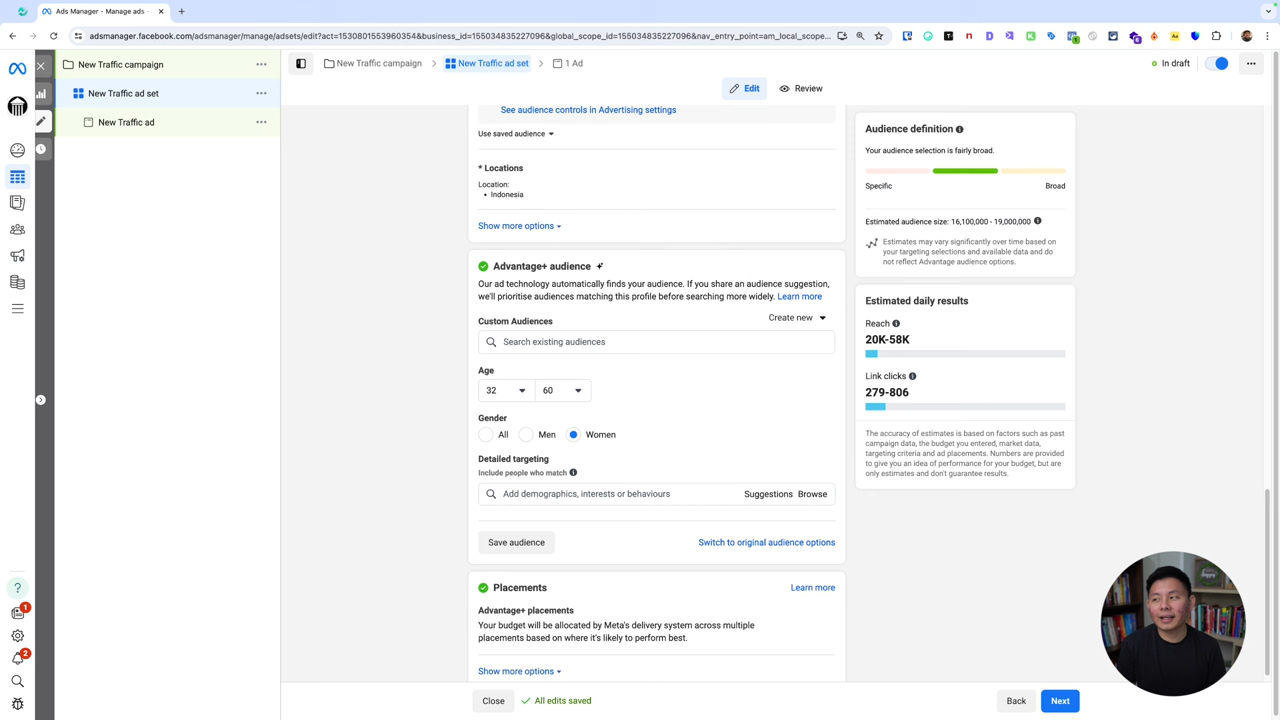 Ads Manager - Manage ads -
adsmanager.facebook.com/adsmanager/manage/adsets/edit?act=1530801553960354&business_id=155034835227096&global_scope_id=155034835227096&nav_entry_point=am_local_scope...
New Traffic campaign
New Traffic ad set
New Traffic ad
New Traffic campaign
New Traffic ad set
1 Ad
In draft
Edit
Review
See audience controls in Advertising settings
Use saved audience
* Locations
Location:
• Indonesia
Show more options
Advantage+ audience
Our ad technology automatically finds your audience. If you share an audience suggestion,
we'll prioritise audiences matching this profile before searching more widely. Learn more
Custom Audiences
Create new
Search existing audiences
Age
32
60
Gender
All
Men
Women
Detailed targeting
Include people who match
Add demographics, interests or behaviours
Suggestions
Browse
Save audience
Switch to original audience options
Placements
Learn more
Advantage+ placements
Your budget will be allocated by Meta's delivery system across multiple
placements based on where it's likely to perform best.
Show more options
Close
All edits saved
Back
Next
Audience definition
Your audience selection is fairly broad.
Specific
Broad
Estimated audience size: 16,100,000 - 19,000,000
Estimates may vary significantly over time based on
your targeting selections and available data and do
not reflect Advantage audience options.
Estimated daily results
Reach
20K-58K
Link clicks
279-806
The accuracy of estimates is based on factors such as past
campaign data, the budget you entered, market data,
targeting criteria and ad placements. Numbers are provided
to give you an idea of performance for your budget, but are
only estimates and don't guarantee results.
1
2